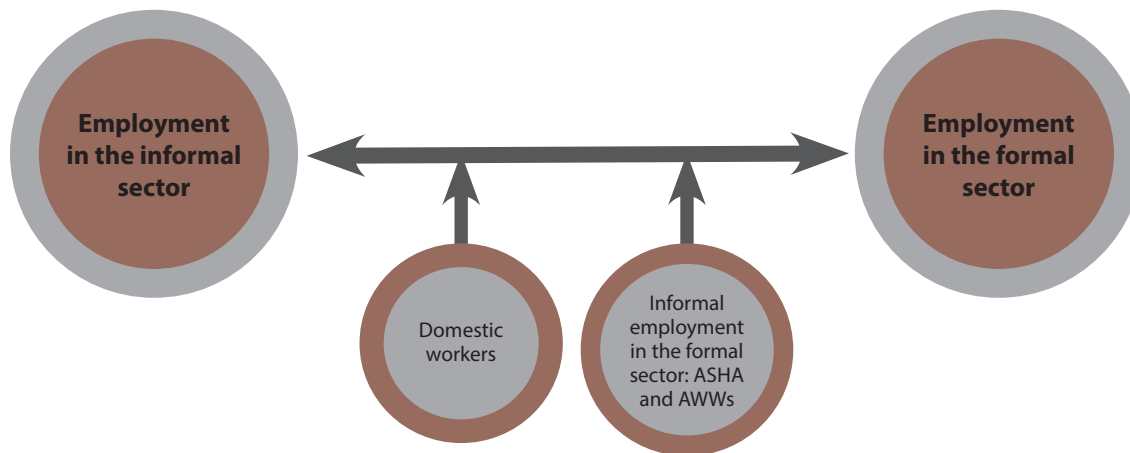 Employment
in the informal
sector
Employment
in the formal
sector
Domestic
workers
Informal
employment
in the formal
sector: ASHA
and AWWs